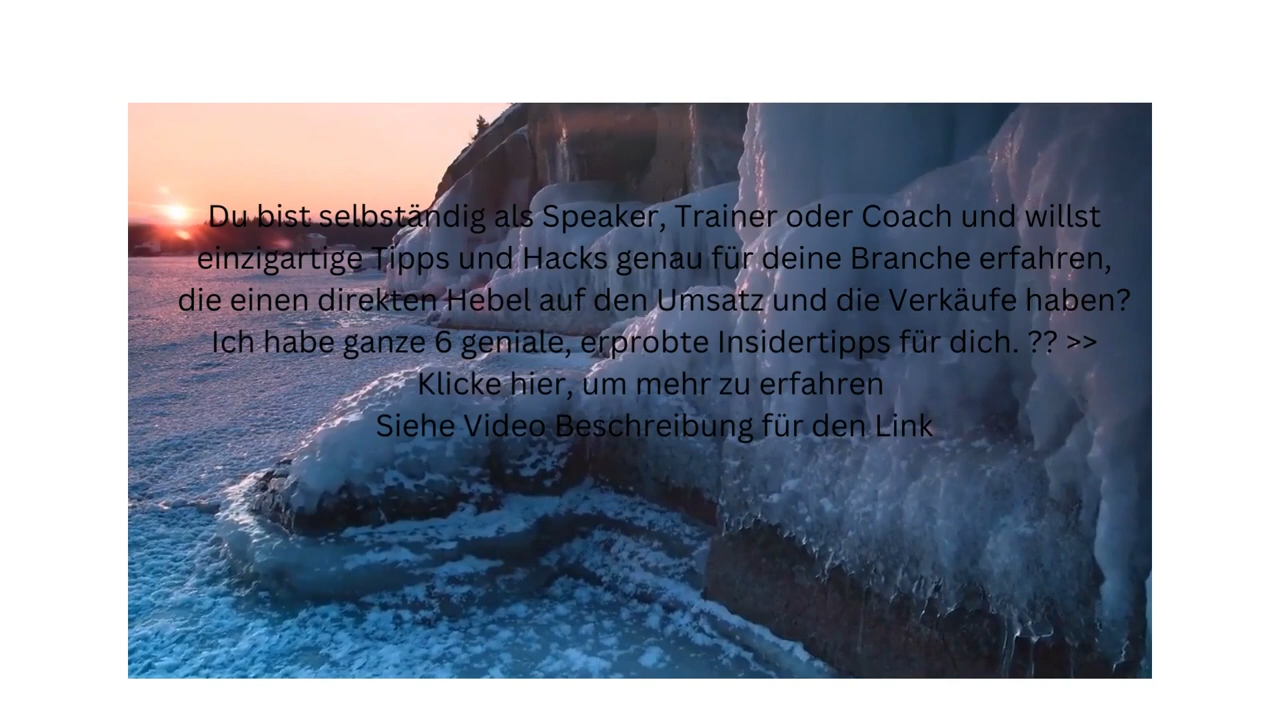 Du bist selbständig als Speaker, Trainer oder Coach und willst
einzigartige Tipps und Hacks genau für deine Branche erfahren,
die einen direkten Hebel auf den Umsatz und die Verkäufe haben?
Ich habe ganze 6 geniale, erprobte Insidertipps für dich. ?? >>
Klicke hier, um mehr zu erfahren
Siehe Video Beschreibung für den Link